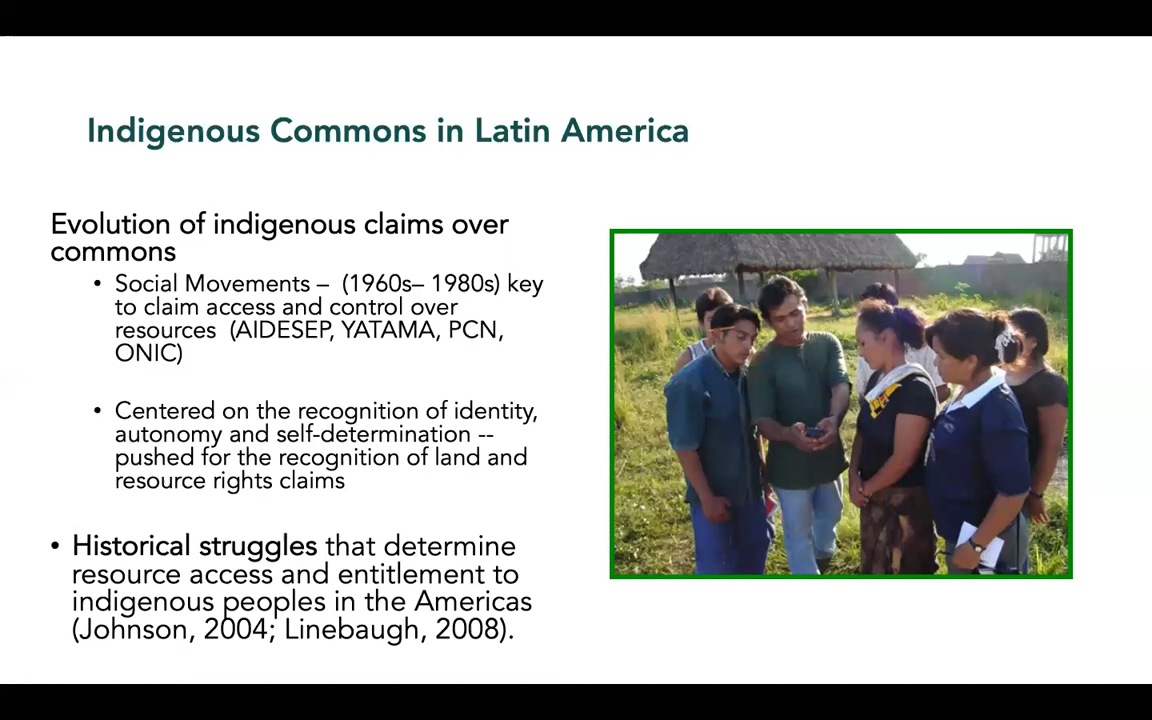 Indigenous Commons in Latin America
Evolution of indigenous claims over
commons
• Social Movements – (1960s– 1980s) key
to claim access and control over
resources (AIDESEP, YATAMA, PCN,
ONIC)
• Centered on the recognition of identity,
autonomy and self-determination --
pushed for the recognition of land and
resource rights claims
• Historical struggles that determine
resource access and entitlement to
indigenous peoples in the Americas
(Johnson, 2004; Linebaugh, 2008).